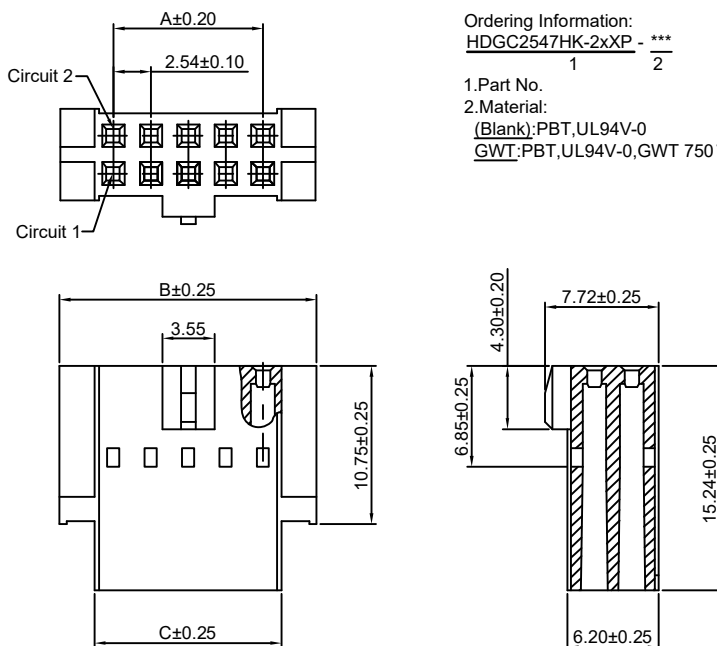 A±0.20
2.54±0.10
Circuit 2
Circuit 1
Ordering Information:
HDGC2547HK-2xXP - ***
1 2
1.Part No.
2.Material:
(Blank):PBT,UL94V-0
GWT:PBT,UL94V-0,GWT 750
B±0.25
3.55
10.75±0.25
C±0.25
4.30±0.20
7.72±0.25
6.85±0.25
15.24±0.25
6.20±0.25